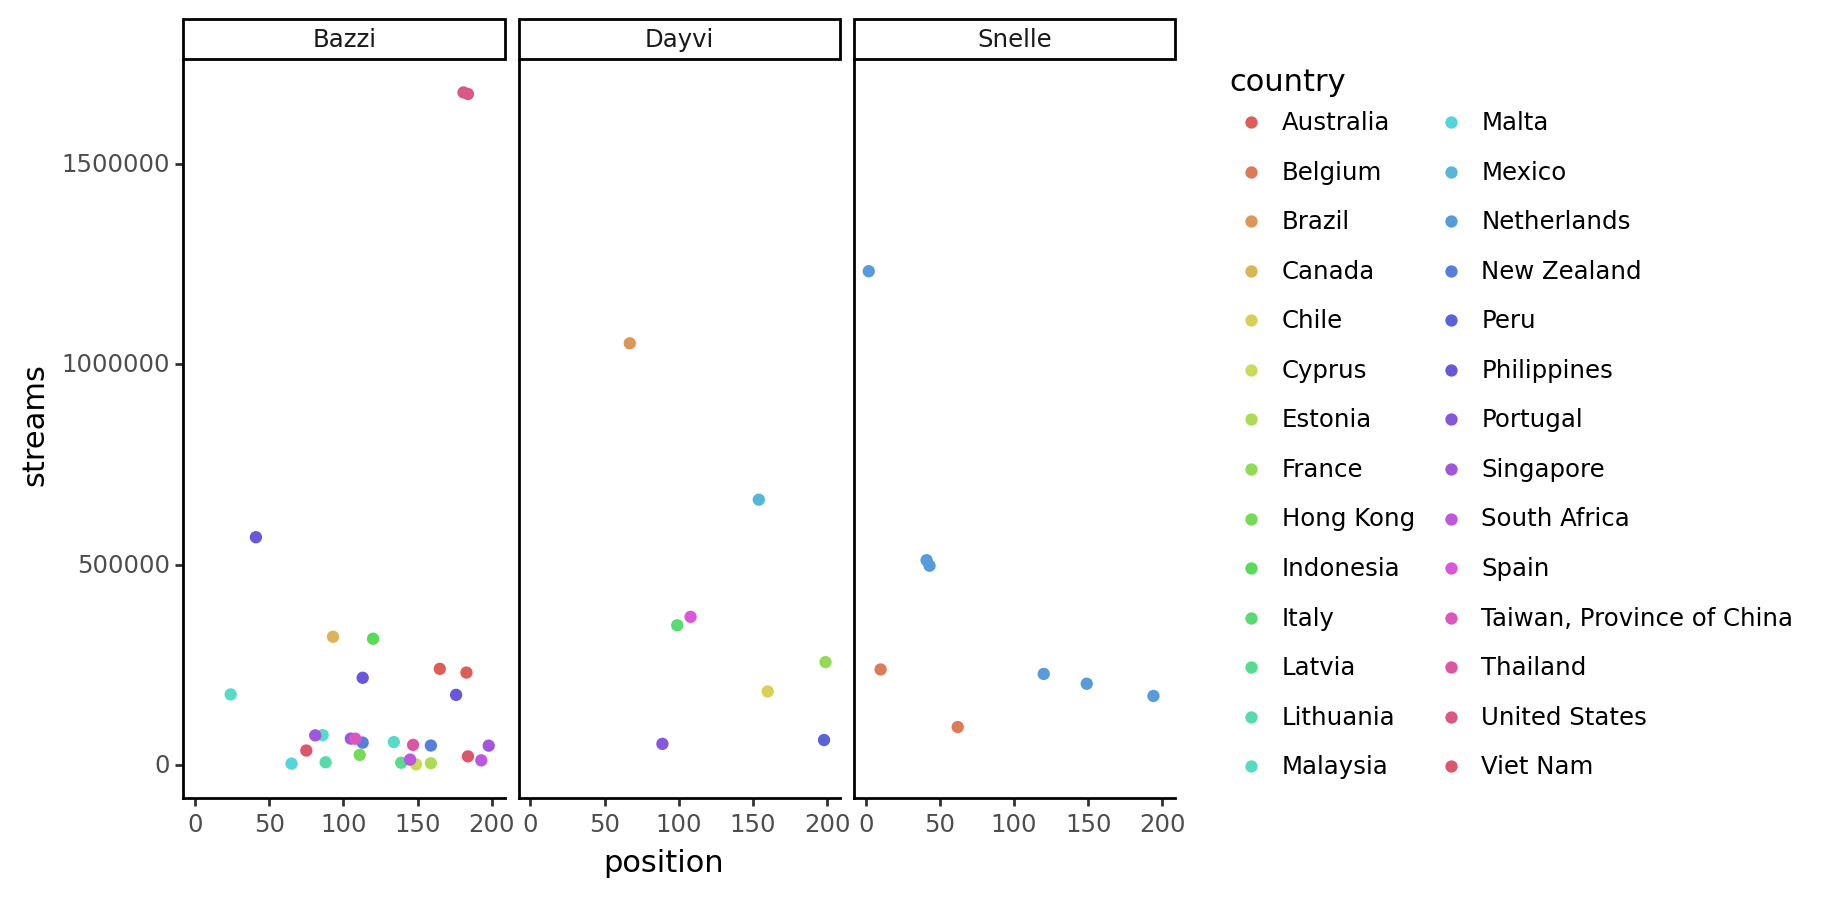 Bazzi Dayvi Snelle
country
Australia Malta
Belgium Mexico
Brazil Netherlands
Canada New Zealand
Chile Peru
Cyprus Philippines
Estonia Portugal
France Singapore
Hong Kong South Africa
Indonesia Spain
Italy Taiwan, Province of China
Latvia Thailand
Lithuania United States
Malaysia Viet Nam
1500000
1000000
500000
0
streams
0 50 100 150 200 0 50 100 150 200 0 50 100 150 200
position